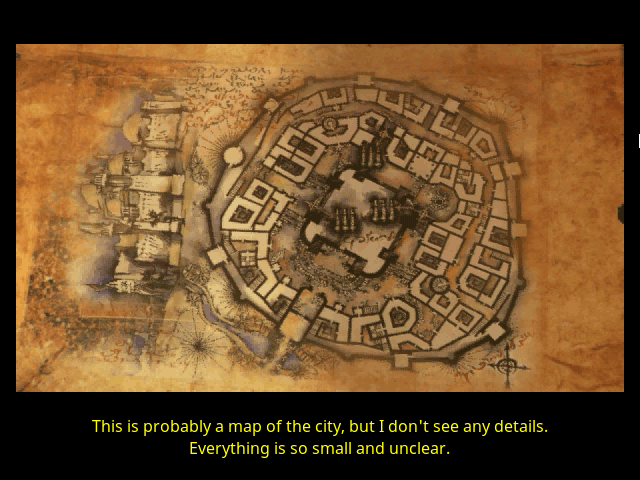 This is probably a map of the city, but I don't see any details.
Everything is so small and unclear.